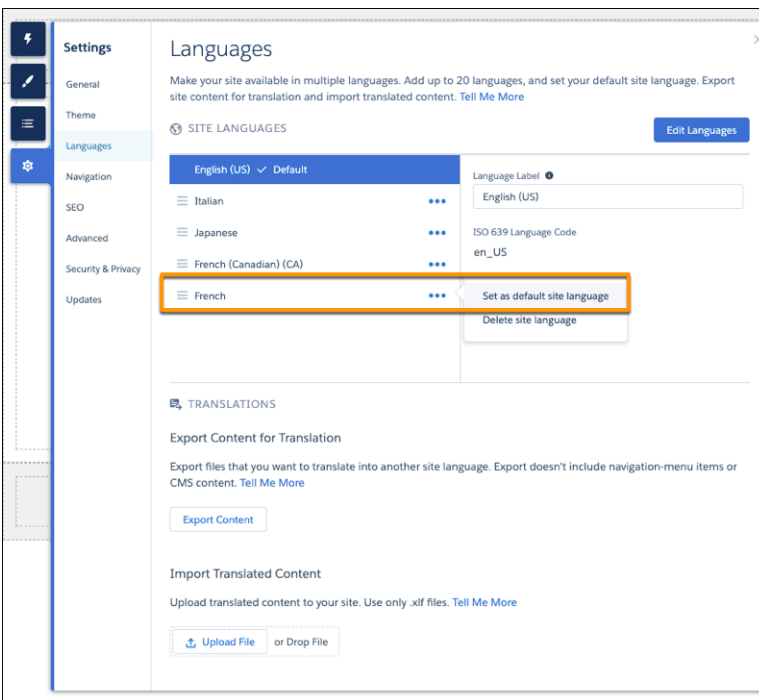 Settings
General
Theme
Languages
Navigation
SEO
Advanced
Security & Privacy
Updates
Languages
Make your site available in multiple languages. Add up to 20 languages, and set your default site language. Export
site content for translation and import translated content. Tell Me More
SITE LANGUAGES
Edit Languages
English (US) ✓ Default
Italian
Japanese
French (Canadian) (CA)
French
Language Label
English (US)
ISO 639 Language Code
en_US
Set as default site language
Delete site language
TRANSLATIONS
Export Content for Translation
Export files that you want to translate into another site language. Export doesn't include navigation-menu items or
CMS content. Tell Me More
Export Content
Import Translated Content
Upload translated content to your site. Use only .xlf files. Tell Me More
Upload File or Drop File